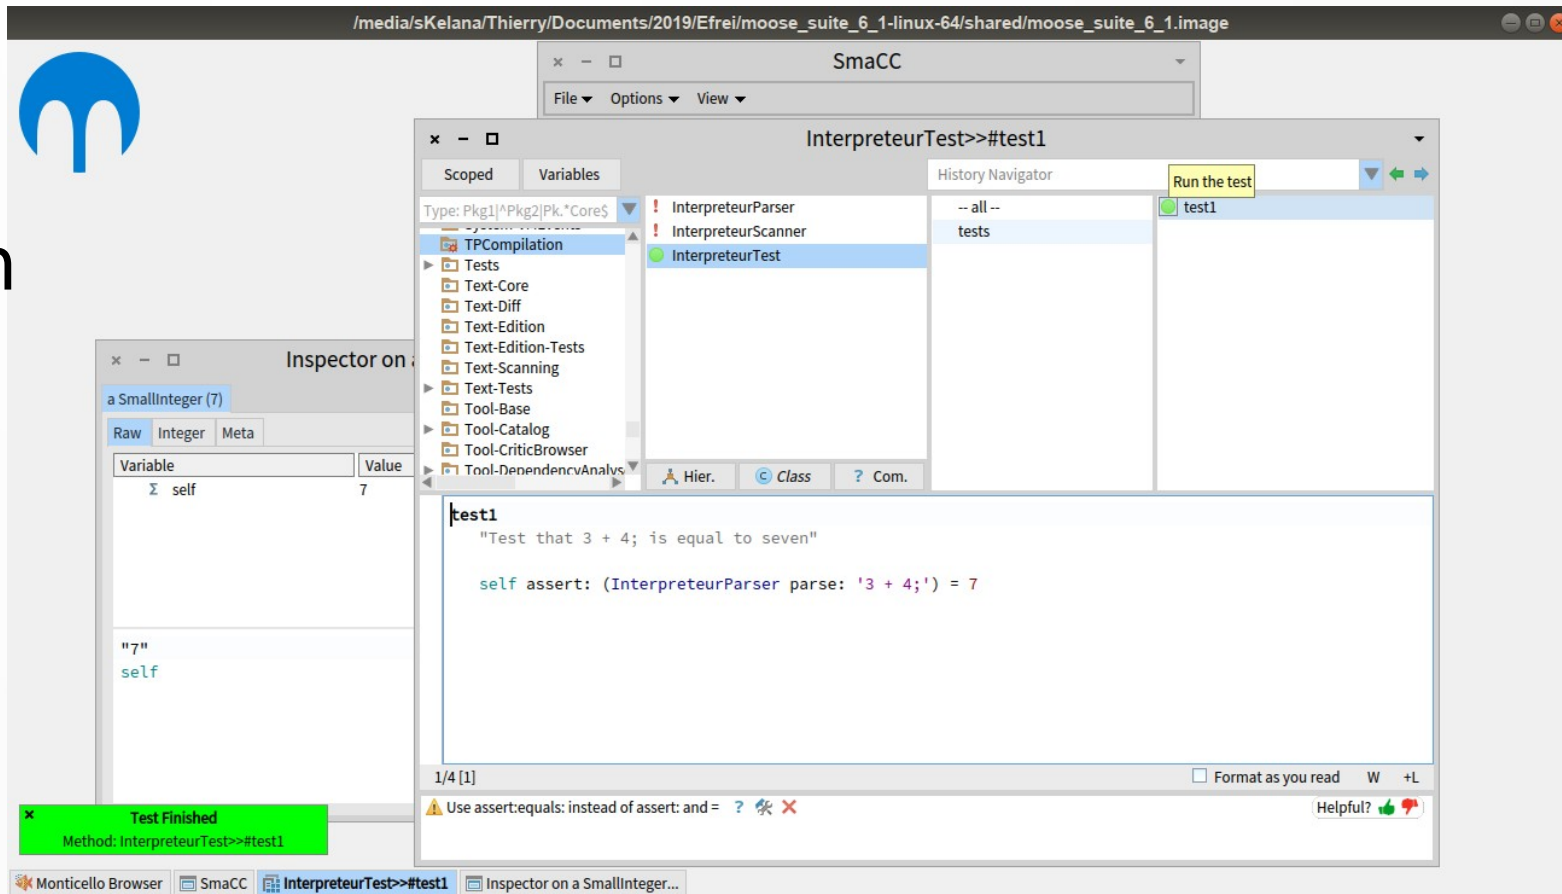 /media/sKelana/Thierry/Documents/2019/Efrei/moose_suite_6_1-linux-64/shared/moose_suite_6_1.image
SmaCC
File Options View
InterpreteurTest>>#test1
Scoped Variables
History Navigator
Run the test
Type: Pkg1|^Pkg2|Pk.*Core$
TPCompilation
Tests
Text-Core
Text-Diff
Text-Edition
Text-Edition-Tests
Text-Scanning
Text-Tests
Tool-Base
Tool-Catalog
Tool-CriticBrowser
Tool-DependencyAnalys
InterpreteurParser
InterpreteurScanner
InterpreteurTest
-- all --
tests
test1
Hier. Class ? Com.
n
Inspector on a
a SmallInteger (7)
Raw Integer Meta
Variable Value
Σ self 7
"7"
self
test1
"Test that 3 + 4; is equal to seven"
self assert: (InterpreteurParser parse: '3 + 4;') = 7
1/4 [1]
Format as you read W +L
Use assert:equals: instead of assert: and = ?
Helpful?
Test Finished
Method: InterpreteurTest>>#test1
Monticello Browser SmaCC InterpreteurTest>>#test1 Inspector on a SmallInteger...